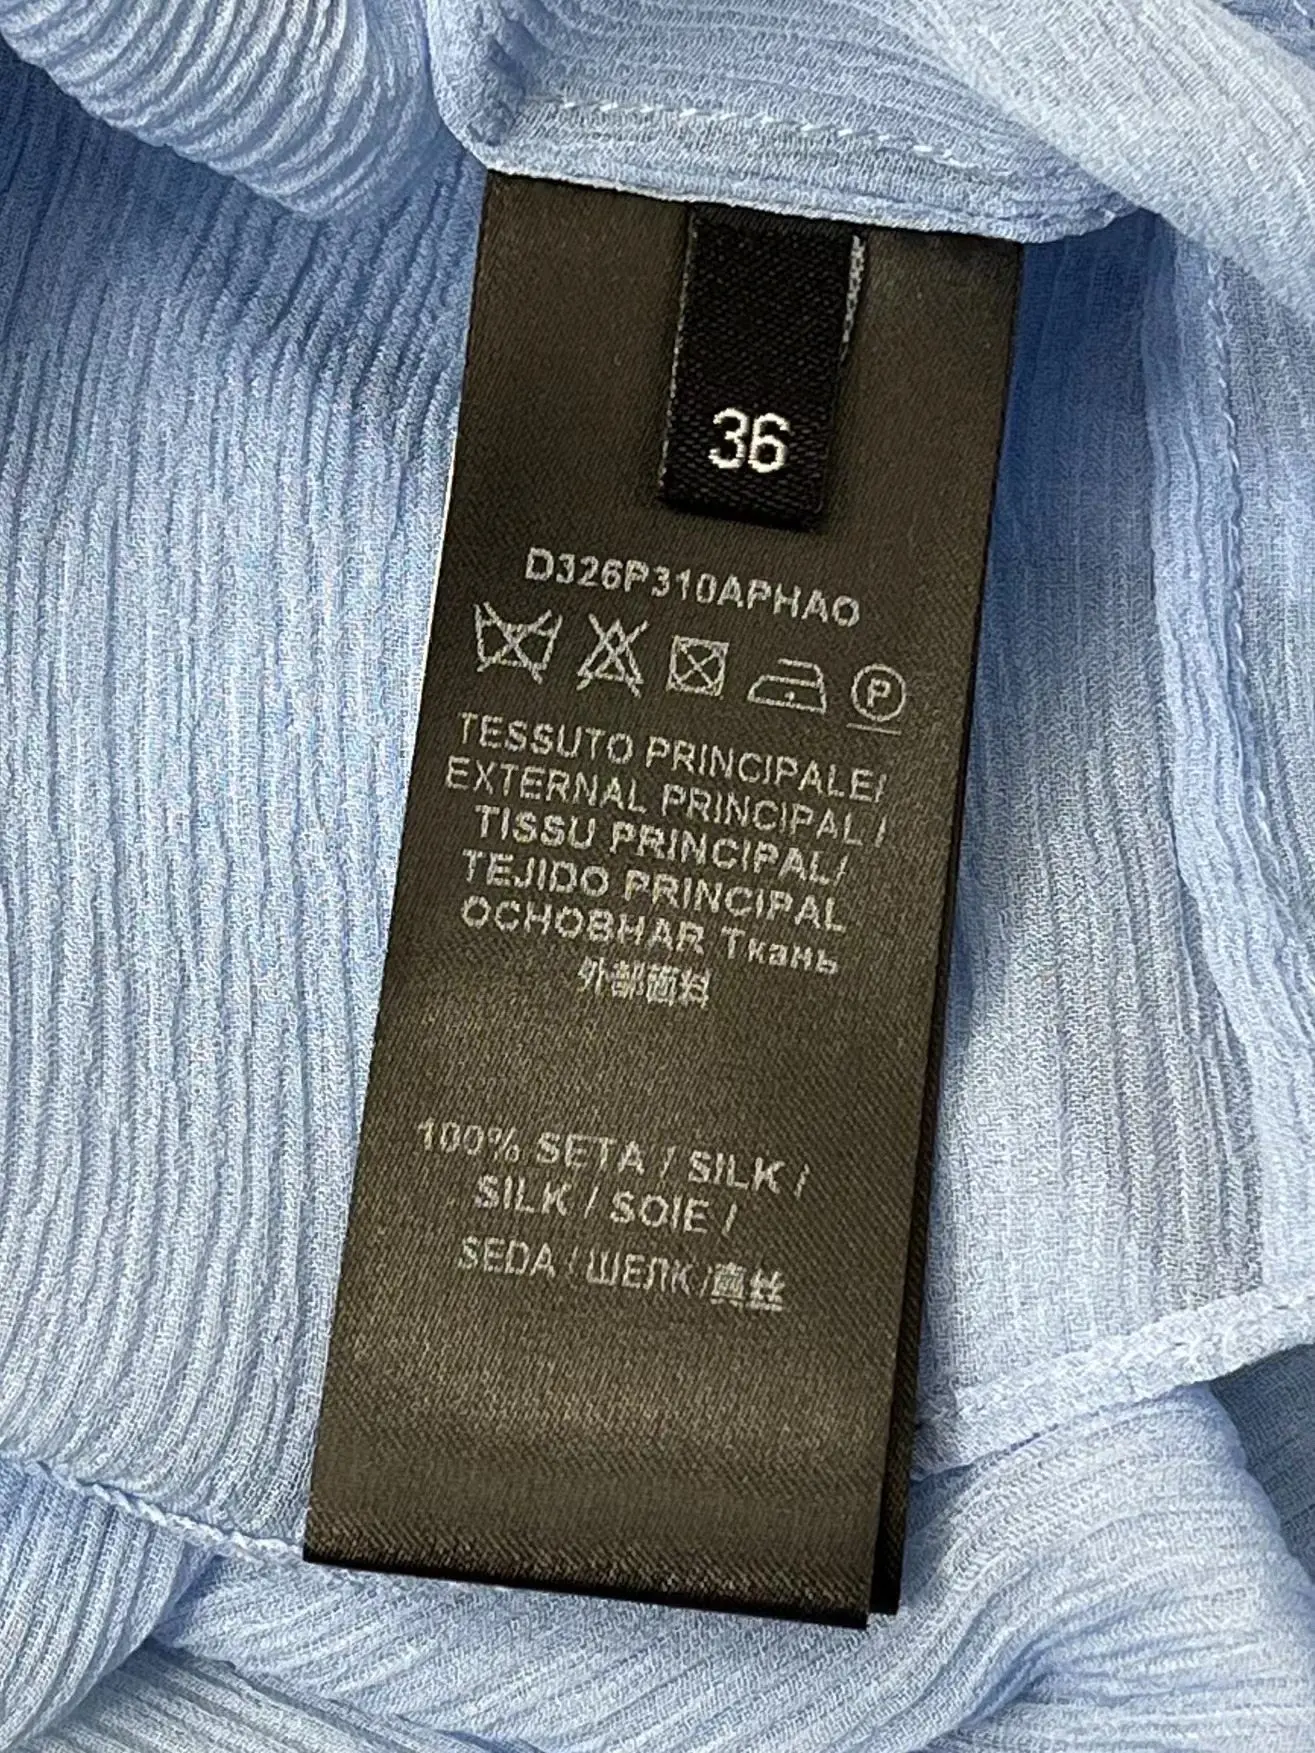 36
D326P310APHAO
P
TESSUTO PRINCIPALE/
EXTERNAL PRINCIPAL /
TISSU PRINCIPAL/
TEJIDO PRINCIPAL
ОСНОВНАЯ Ткань
外部面料
100% SETA / SILK /
SILK / SOIE /
SEDA / ШЕЛК /真丝